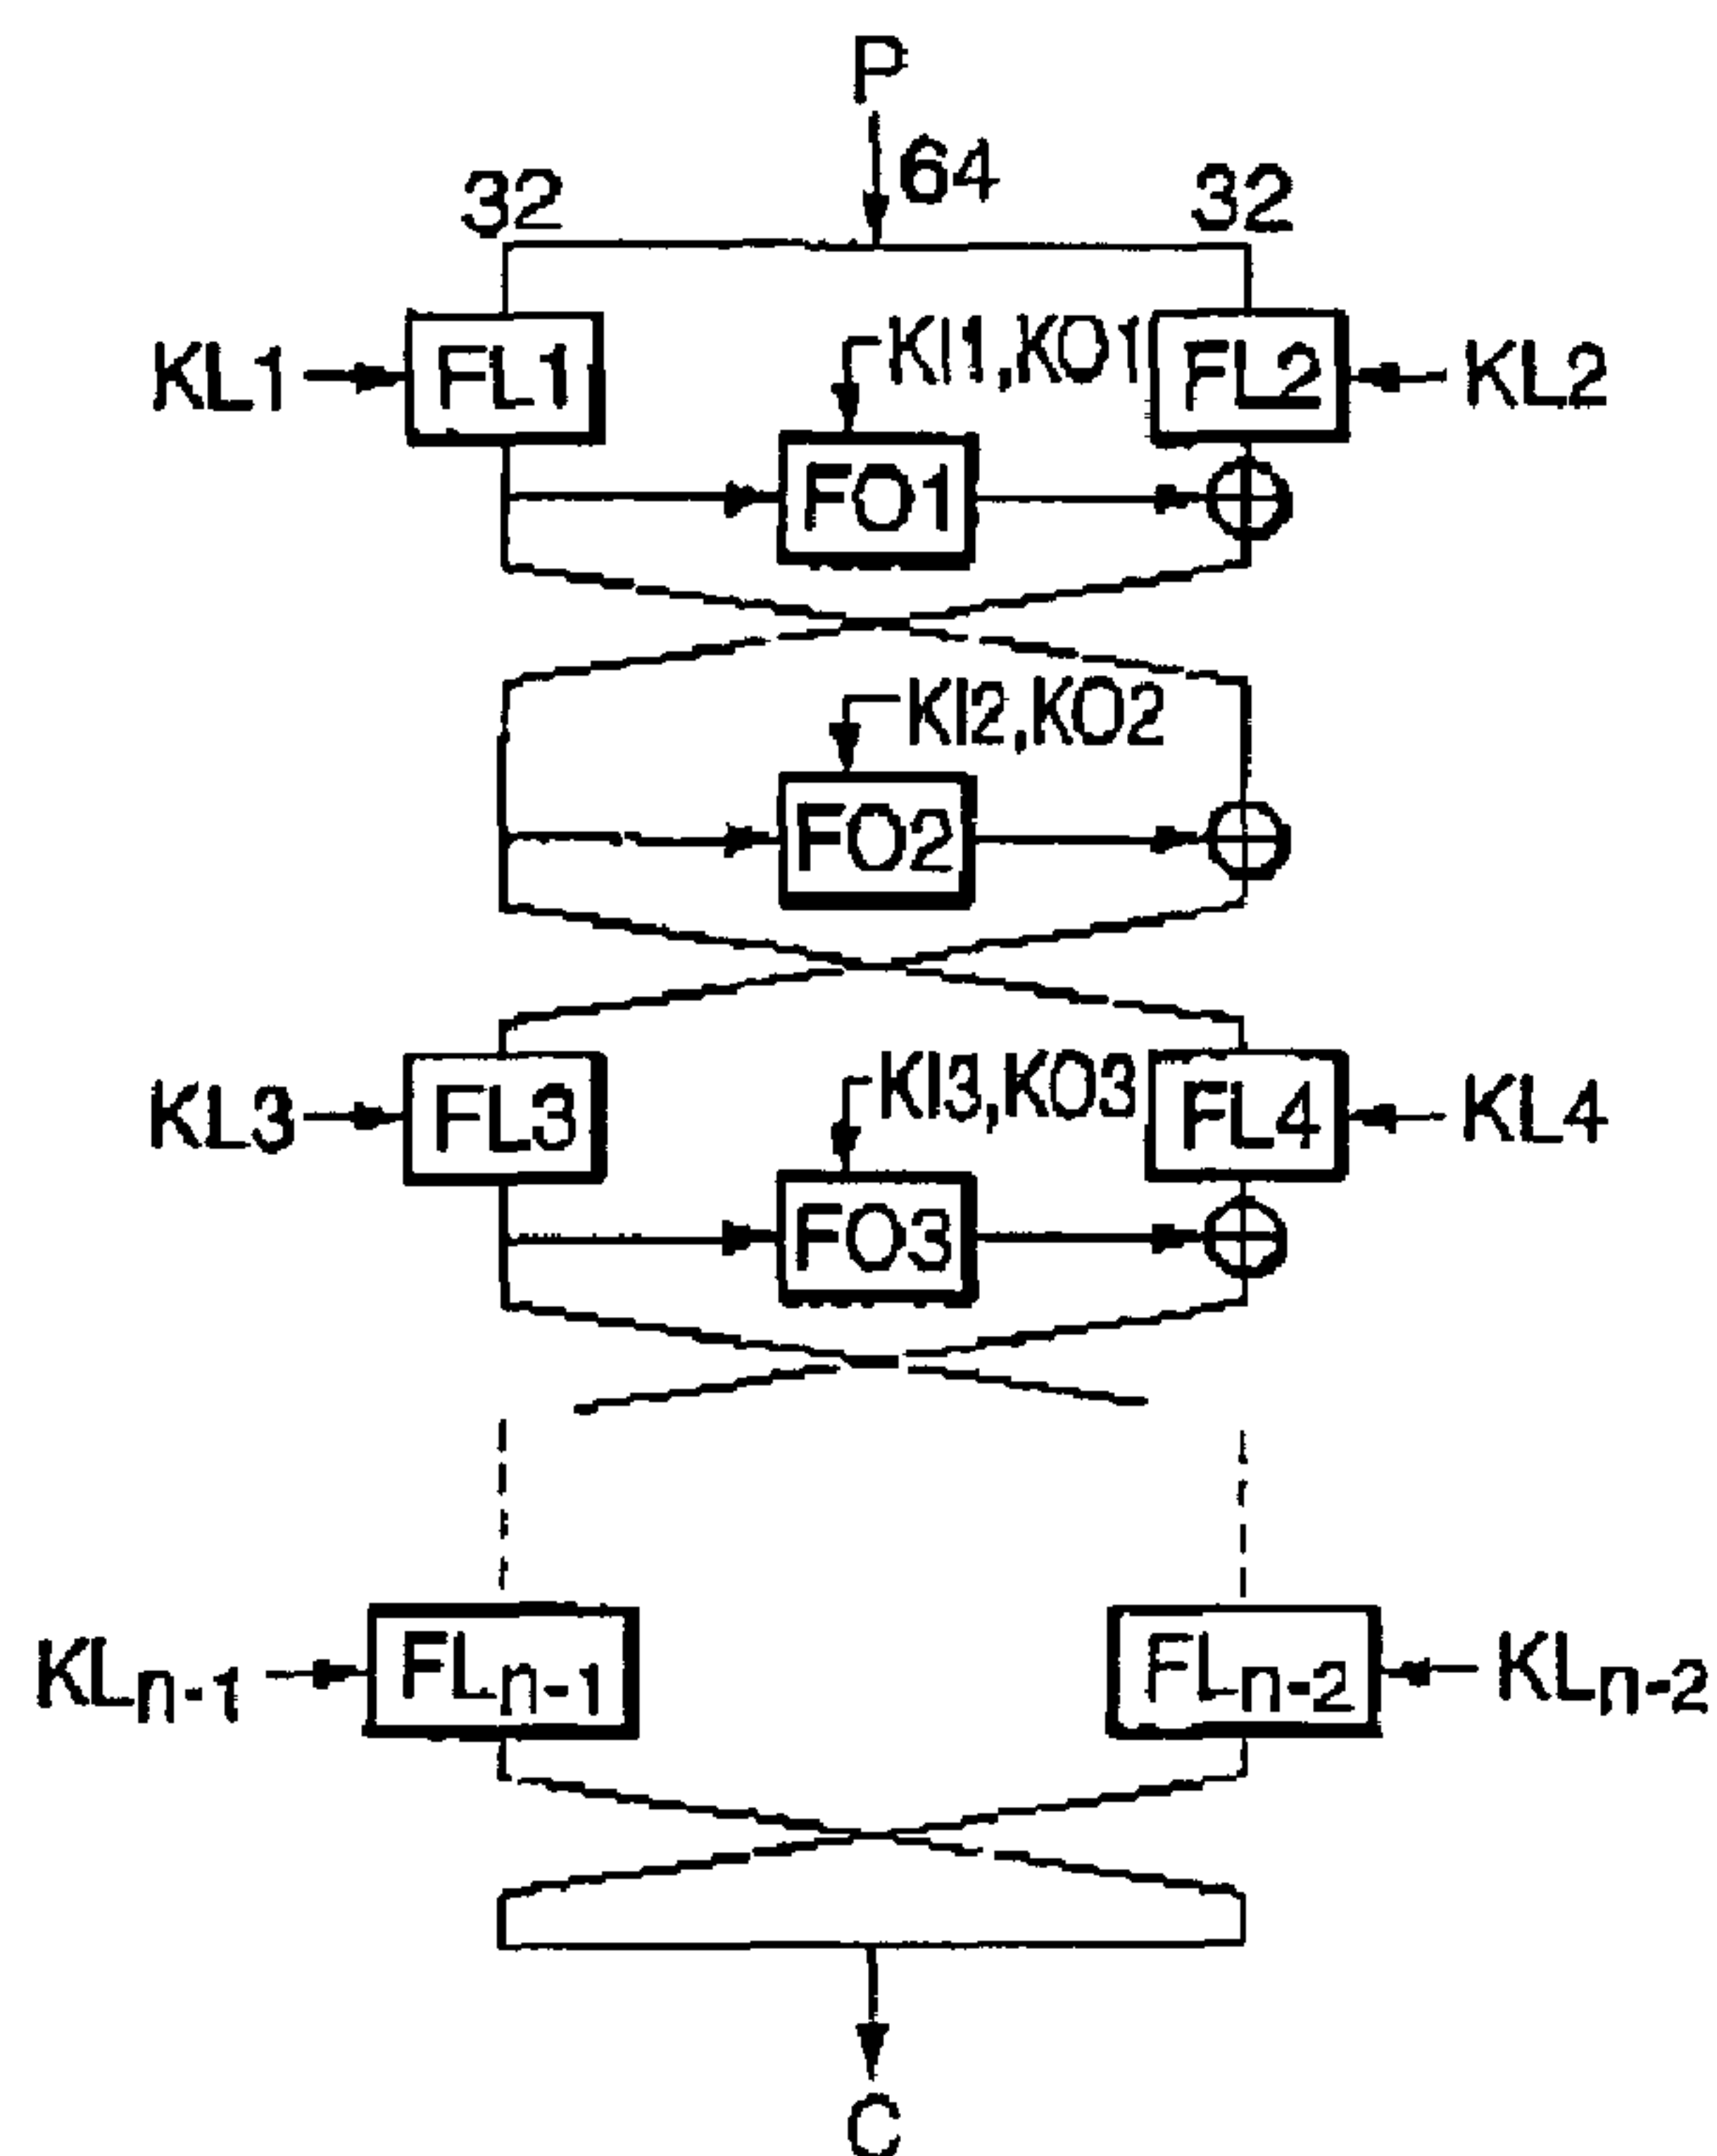 P
64
32
32
KL1
FL1
KI1,KO1
FL2
KL2
FO1
KI2,KO2
FO2
KL3
FL3
KI3,KO3
FL4
KL4
FO3
KLn-1
FLn-1
FLn-2
KLn-2
C